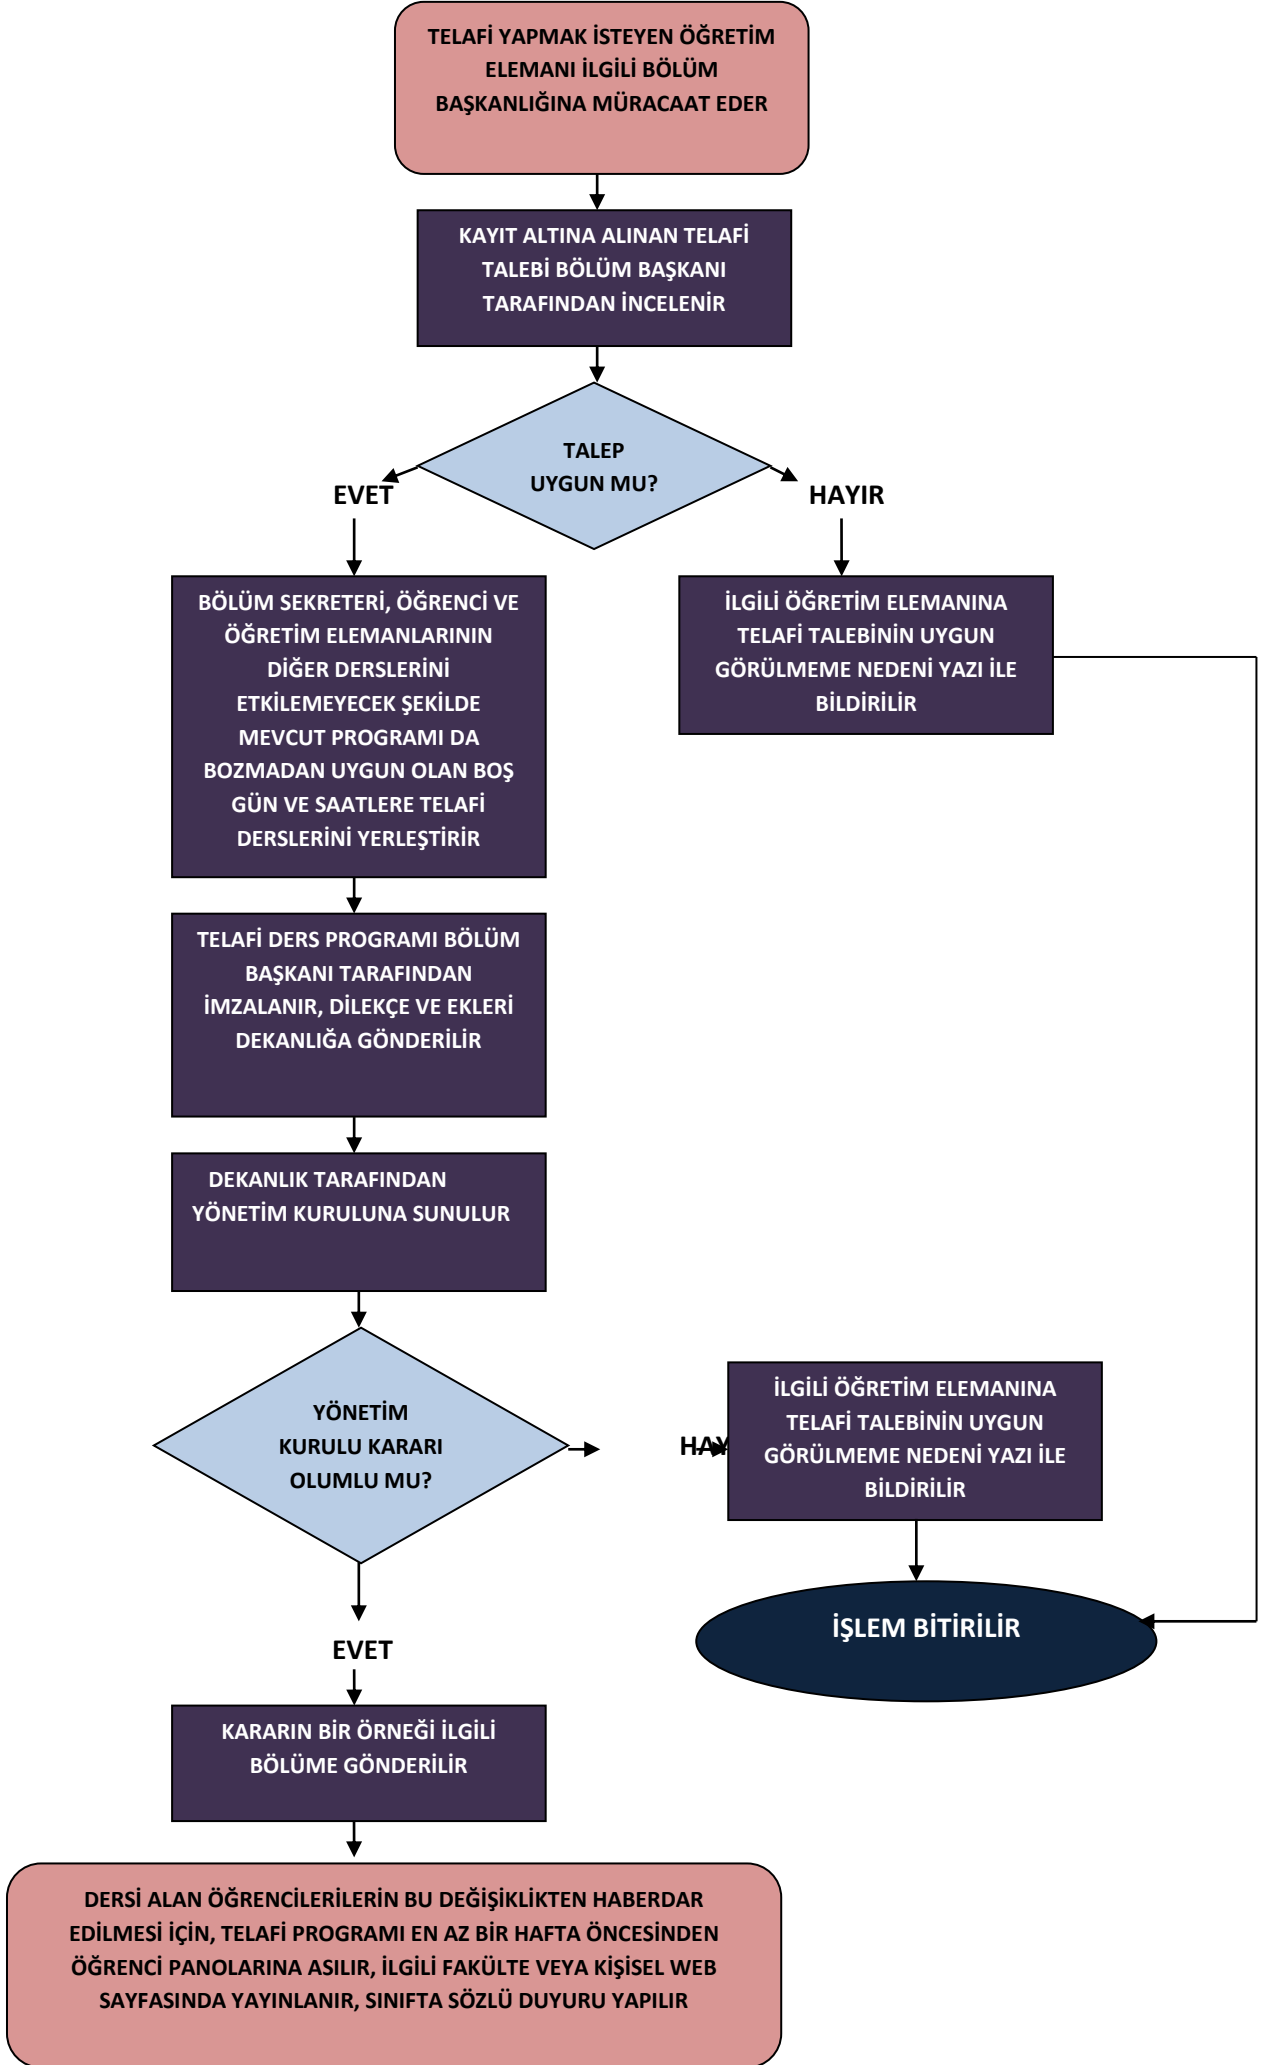 TELAFİ YAPMAK İSTEYEN ÖĞRETİM
ELEMANI İLGİLİ BÖLÜM
BAŞKANLIĞINA MÜRACAAT EDER
KAYIT ALTINA ALINAN TELAFİ
TALEBİ BÖLÜM BAŞKANI
TARAFINDAN İNCELENİR
TALEP
UYGUN MU?
EVET
HAYIR
BÖLÜM SEKRETERİ, ÖĞRENCİ VE
ÖĞRETİM ELEMANLARININ
DİĞER DERSLERİNİ
ETKİLEMEYECEK ŞEKİLDE
MEVCUT PROGRAMI DA
BOZMADAN UYGUN OLAN BOŞ
GÜN VE SAATLERE TELAFİ
DERSLERİNİ YERLEŞTİRİR
İLGİLİ ÖĞRETİM ELEMANINA
TELAFİ TALEBİNİN UYGUN
GÖRÜLMEME NEDENİ YAZI İLE
BİLDİRİLİR
TELAFİ DERS PROGRAMI BÖLÜM
BAŞKANI TARAFINDAN
İMZALANIR, DİLEKÇE VE EKLERİ
DEKANLIĞA GÖNDERİLİR
DEKANLIK TARAFINDAN
YÖNETİM KURULUNA SUNULUR
YÖNETİM
KURULU KARARI
OLUMLU MU?
HAY
İLGİLİ ÖĞRETİM ELEMANINA
TELAFİ TALEBİNİN UYGUN
GÖRÜLMEME NEDENİ YAZI İLE
BİLDİRİLİR
İŞLEM BİTİRİLİR
EVET
KARARIN BİR ÖRNEĞİ İLGİLİ
BÖLÜME GÖNDERİLİR
DERSİ ALAN ÖĞRENCİLERİLERİN BU DEĞİŞİKLİKTEN HABERDAR
EDİLMESİ İÇİN, TELAFİ PROGRAMI EN AZ BİR HAFTA ÖNCESİNDEN
ÖĞRENCİ PANOLARINA ASILIR, İLGİLİ FAKÜLTE VEYA KİŞİSEL WEB
SAYFASINDA YAYINLANIR, SINIFTA SÖZLÜ DUYURU YAPILIR